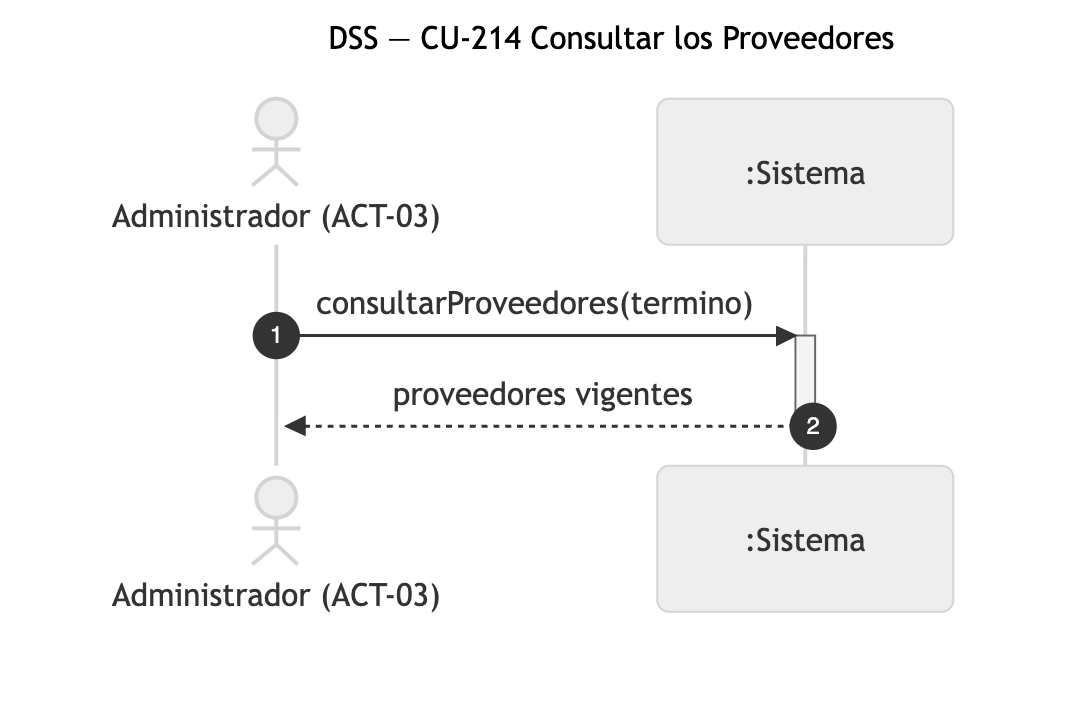 DSS — CU-214 Consultar los Proveedores
Administrador (ACT-03)
:Sistema
consultarProveedores(termino)
1
proveedores vigentes
2
Administrador (ACT-03)
:Sistema